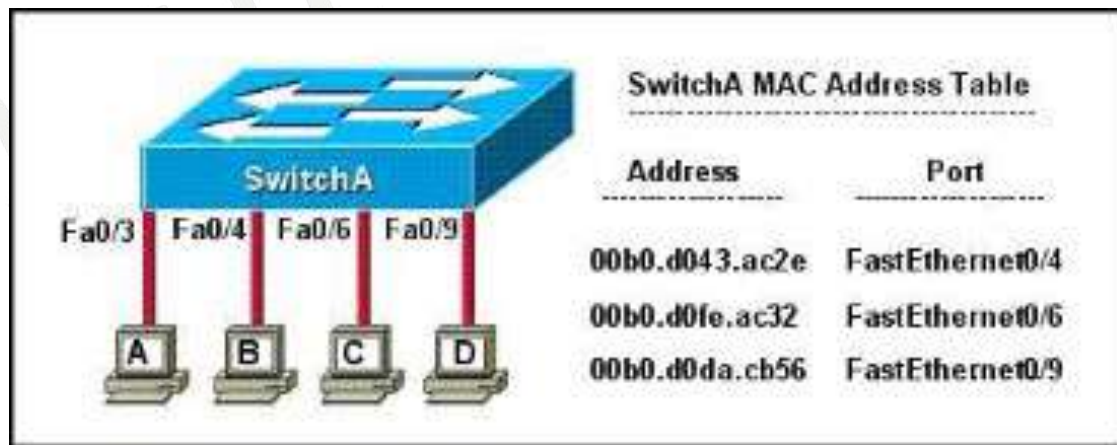 SwitchA MAC Address Table
SwitchA
Address Port
Fa0/3 Fa0/4 Fa0/6 Fa0/9
00b0.d043.ac2e FastEthernet0/4
00b0.d0fe.ac32 FastEthernet0/6
00b0.d0da.cb56 FastEthernet0/9
A B C D